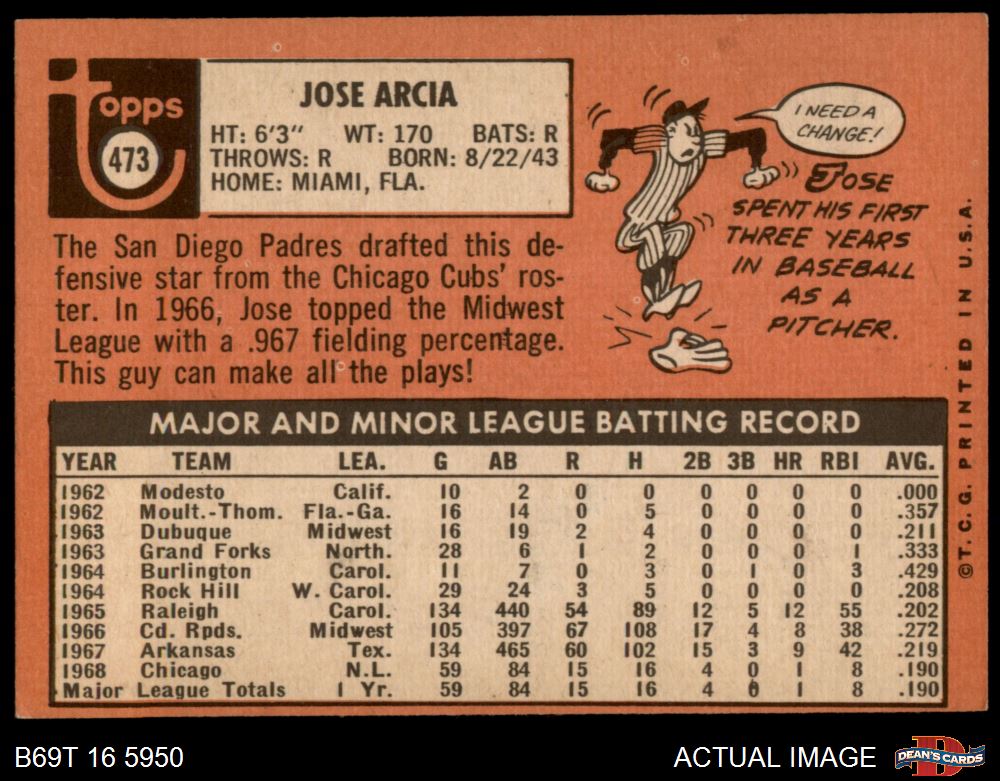 Topps
473
JOSE ARCIA
HT: 6'3" WT: 170 BATS: R
THROWS: R BORN: 8/22/43
HOME: MIAMI, FLA.
The San Diego Padres drafted this de-
fensive star from the Chicago Cubs' ros-
ter. In 1966, Jose topped the Midwest
League with a .967 fielding percentage.
This guy can make all the plays!
I NEED A
CHANGE!
JOSE
SPENT HIS FIRST
THREE YEARS
IN BASEBALL
AS A
PITCHER.
©T.C.G. PRINTED IN U.S.A.
MAJOR AND MINOR LEAGUE BATTING RECORD
YEAR TEAM LEA. G AB R H 2B 3B HR RBI AVG.
1962 Modesto Calif. 10 2 0 0 0 0 0 0 .000
1962 Moult.-Thom. Fla.-Ga. 16 14 0 5 0 0 0 0 .357
1963 Dubuque Midwest 16 19 2 4 0 0 0 0 .211
1963 Grand Forks North. 28 6 1 2 0 0 0 1 .333
1964 Burlington Carol. 11 7 0 3 0 1 0 3 .429
1964 Rock Hill W. Carol. 29 24 3 5 0 0 0 0 .208
1965 Raleigh Carol. 134 440 54 89 12 5 12 55 .202
1966 Cd. Rpds. Midwest 105 397 67 108 17 4 8 38 .272
1967 Arkansas Tex. 134 465 60 102 15 3 9 42 .219
1968 Chicago N.L. 59 84 15 16 4 0 1 8 .190
Major League Totals 1 Yr. 59 84 15 16 4 0 1 8 .190
B69T 16 5950
ACTUAL IMAGE
D
DEAN'S CARDS